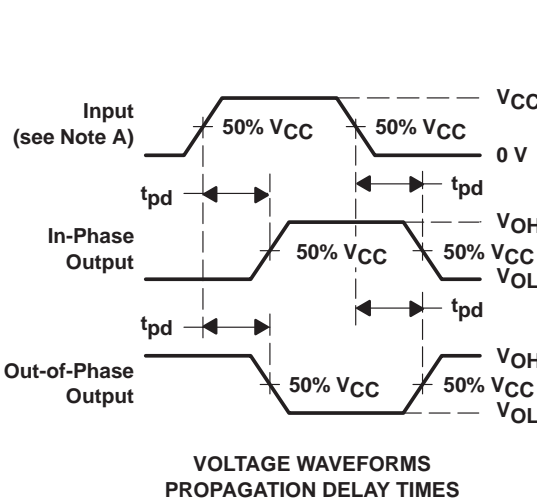 Input
(see Note A)
50% VCC
50% VCC
VCC
0 V
tpd
tpd
In-Phase
Output
50% VCC
VOH
50% VCC
VOL
tpd
tpd
Out-of-Phase
Output
50% VCC
VOH
50% VCC
VOL
VOLTAGE WAVEFORMS
PROPAGATION DELAY TIMES